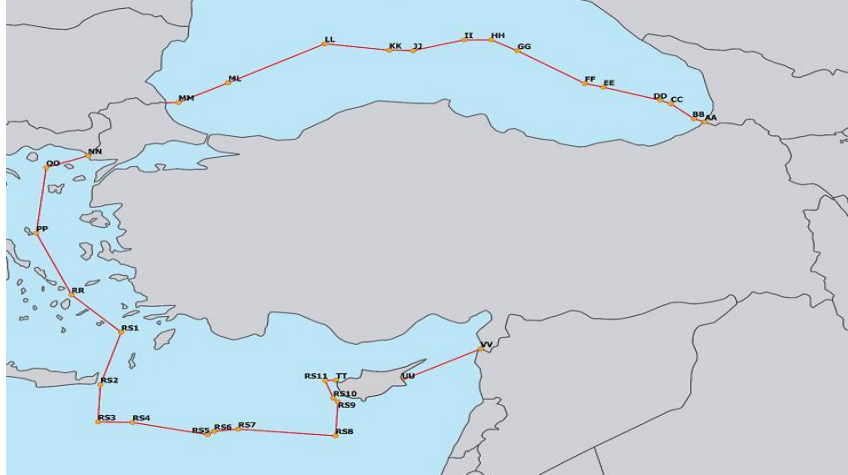 LL
II
HH
KK
JJ
GG
ML
FF
EE
MM
DD
CC
BB
AA
NN
OO
PP
RR
RS1
VV
RS2
RS11
TT
UU
RS10
RS9
RS3
RS4
RS5
RS6
RS7
RS8